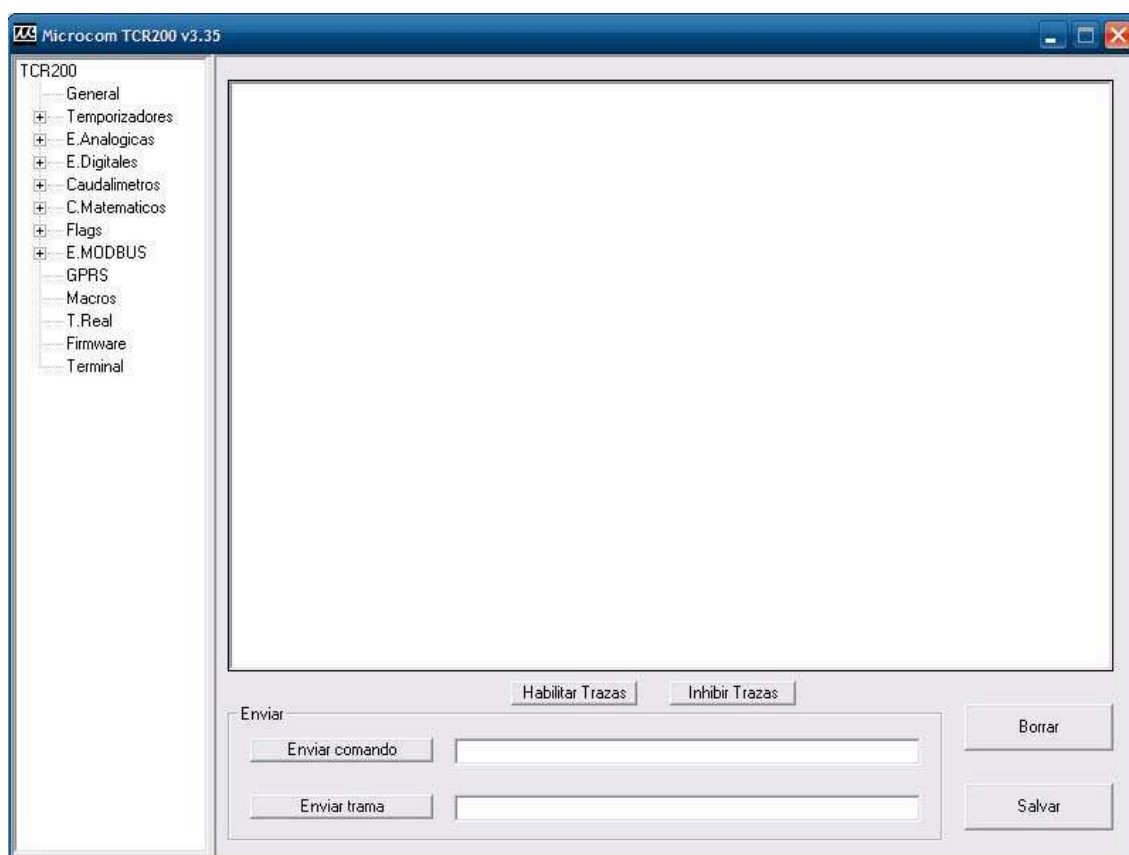 Microcom TCR200 v3.35
TCR200
General
Temporizadores
E.Analogicas
E.Digitales
Caudalimetros
C.Matematicos
Flags
E.MODBUS
GPRS
Macros
T.Real
Firmware
Terminal
Habilitar Trazas
Inhibir Trazas
Enviar
Enviar comando
Enviar trama
Borrar
Salvar